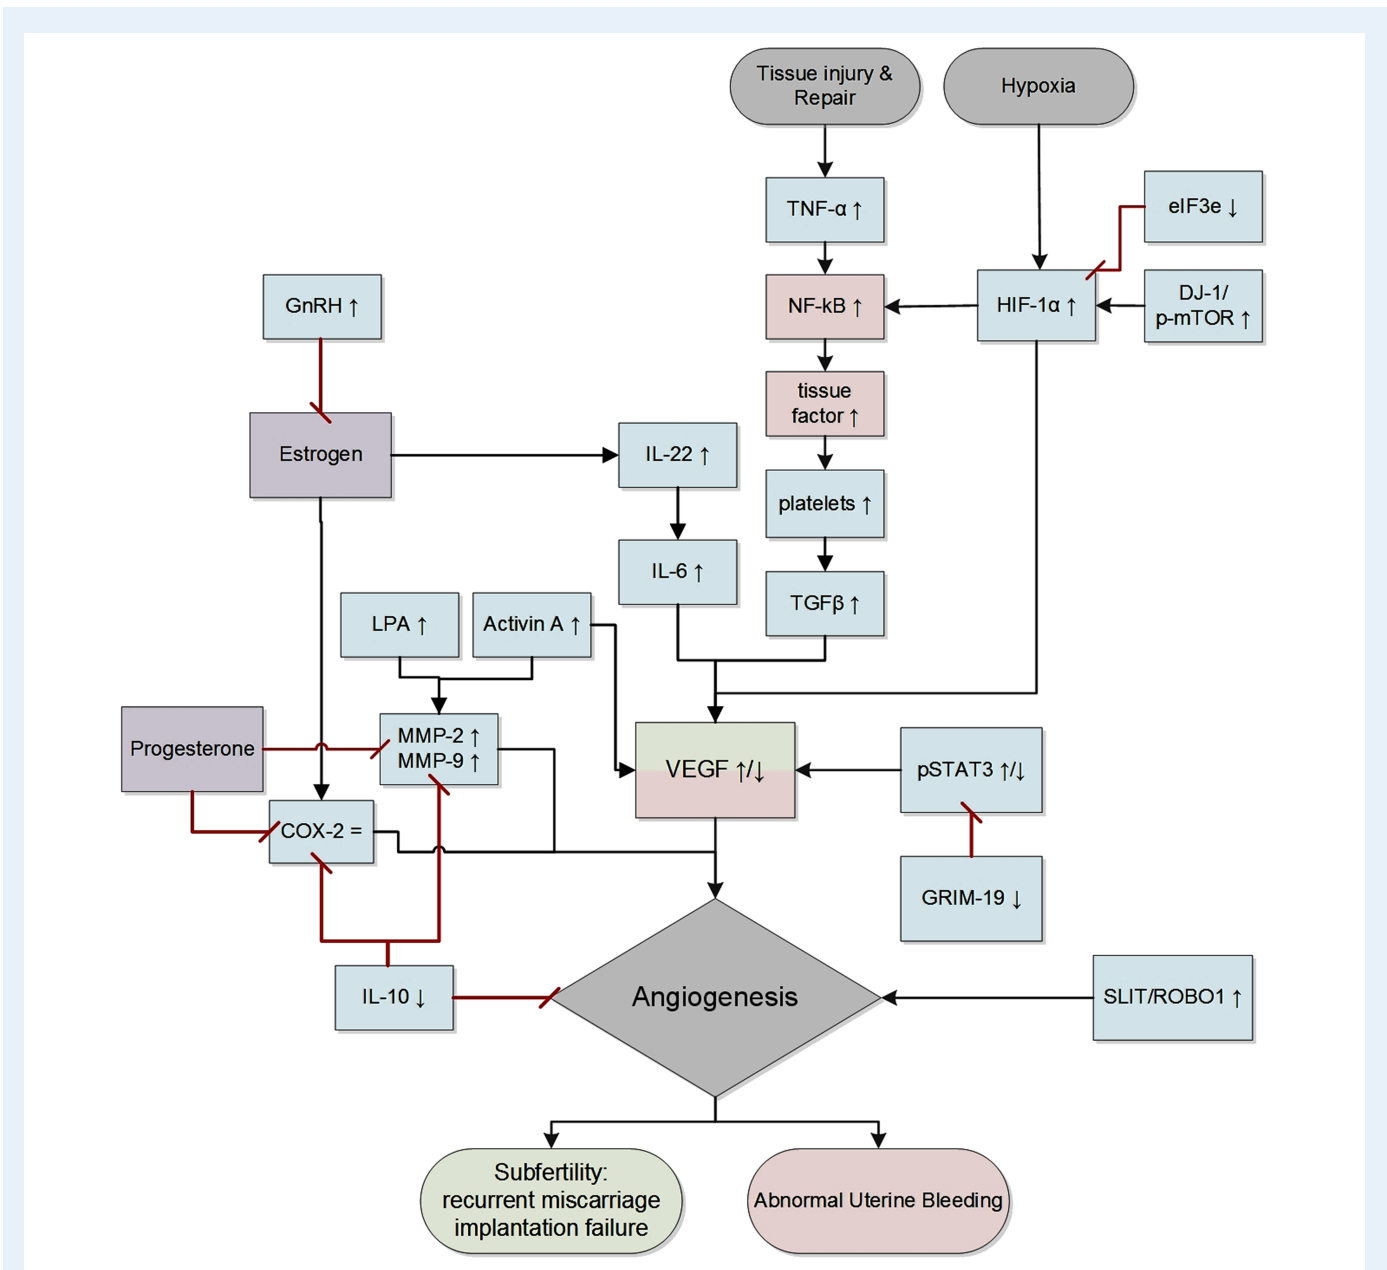 Tissue injury &
Repair
Hypoxia
TNF-α ↑
eIF3e ↓
GnRH ↑
NF-kB ↑
HIF-1α ↑
DJ-1/
p-mTOR ↑
tissue
factor ↑
Estrogen
IL-22 ↑
platelets ↑
IL-6 ↑
TGFβ ↑
LPA ↑
Activin A ↑
Progesterone
MMP-2 ↑
MMP-9 ↑
VEGF ↑/↓
pSTAT3 ↑/↓
COX-2 =
GRIM-19 ↓
IL-10 ↓
Angiogenesis
SLIT/ROBO1 ↑
Subfertility:
recurrent miscarriage
implantation failure
Abnormal Uterine Bleeding